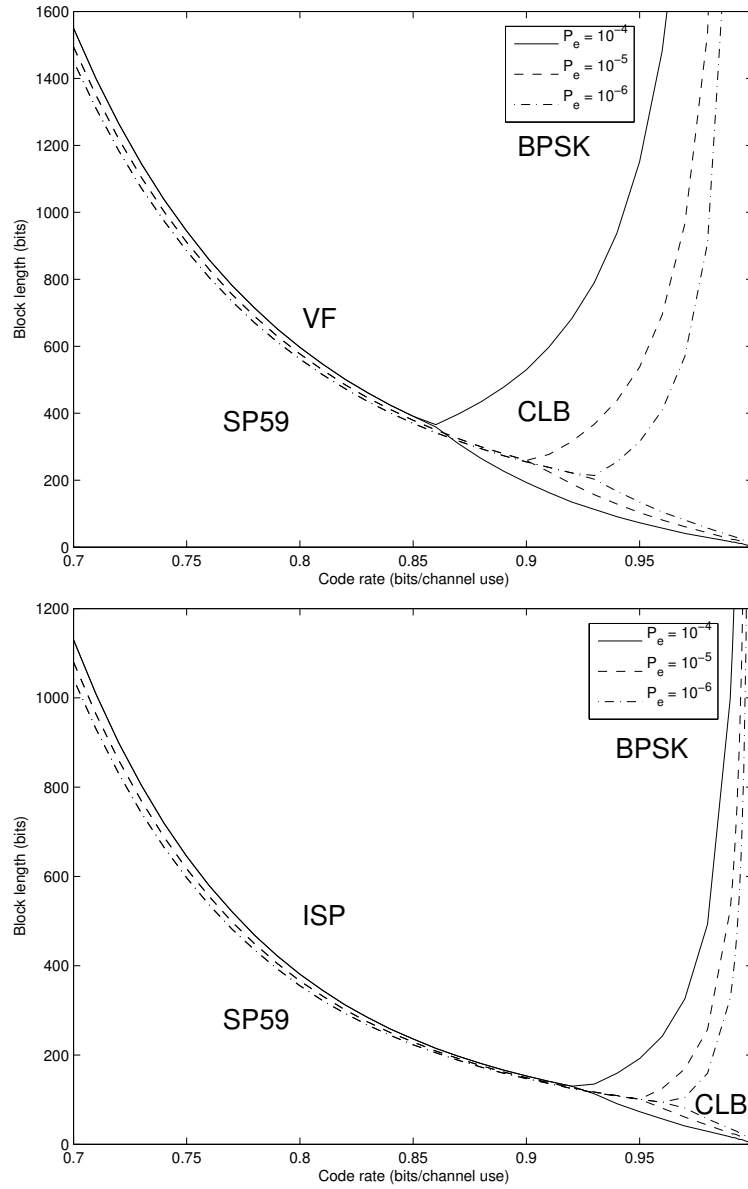 1600
1400
1200
1000
800
600
400
200
0
Block length (bits)
P_e = 10^-4
P_e = 10^-5
P_e = 10^-6
BPSK
VF
SP59
CLB
0.7
0.75
0.8
0.85
0.9
0.95
Code rate (bits/channel use)
1200
1000
800
600
400
200
0
Block length (bits)
P_e = 10^-4
P_e = 10^-5
P_e = 10^-6
BPSK
ISP
SP59
CLB
0.7
0.75
0.8
0.85
0.9
0.95
Code rate (bits/channel use)